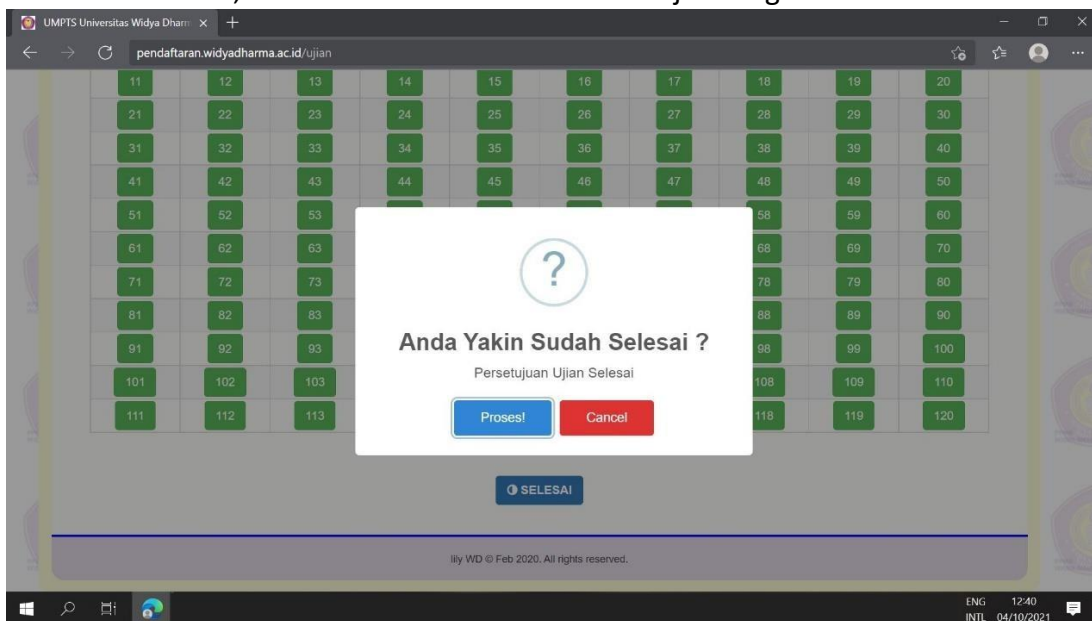 UMPTS Universitas Widya Dharm
pendaftaran.widyadharma.ac.id/ujian
11 12 13 14 15 16 17 18 19 20
21 22 23 24 25 26 27 28 29 30
31 32 33 34 35 36 37 38 39 40
41 42 43 44 45 46 47 48 49 50
51 52 53 58 59 60
61 62 63 68 69 70
71 72 73 78 79 80
81 82 83 88 89 90
91 92 93 98 99 100
101 102 103 108 109 110
111 112 113 118 119 120
?
Anda Yakin Sudah Selesai ?
Persetujuan Ujian Selesai
Proses! Cancel
SELESAI
lily WD © Feb 2020. All rights reserved.
ENG 12:40
INTL 04/10/2021